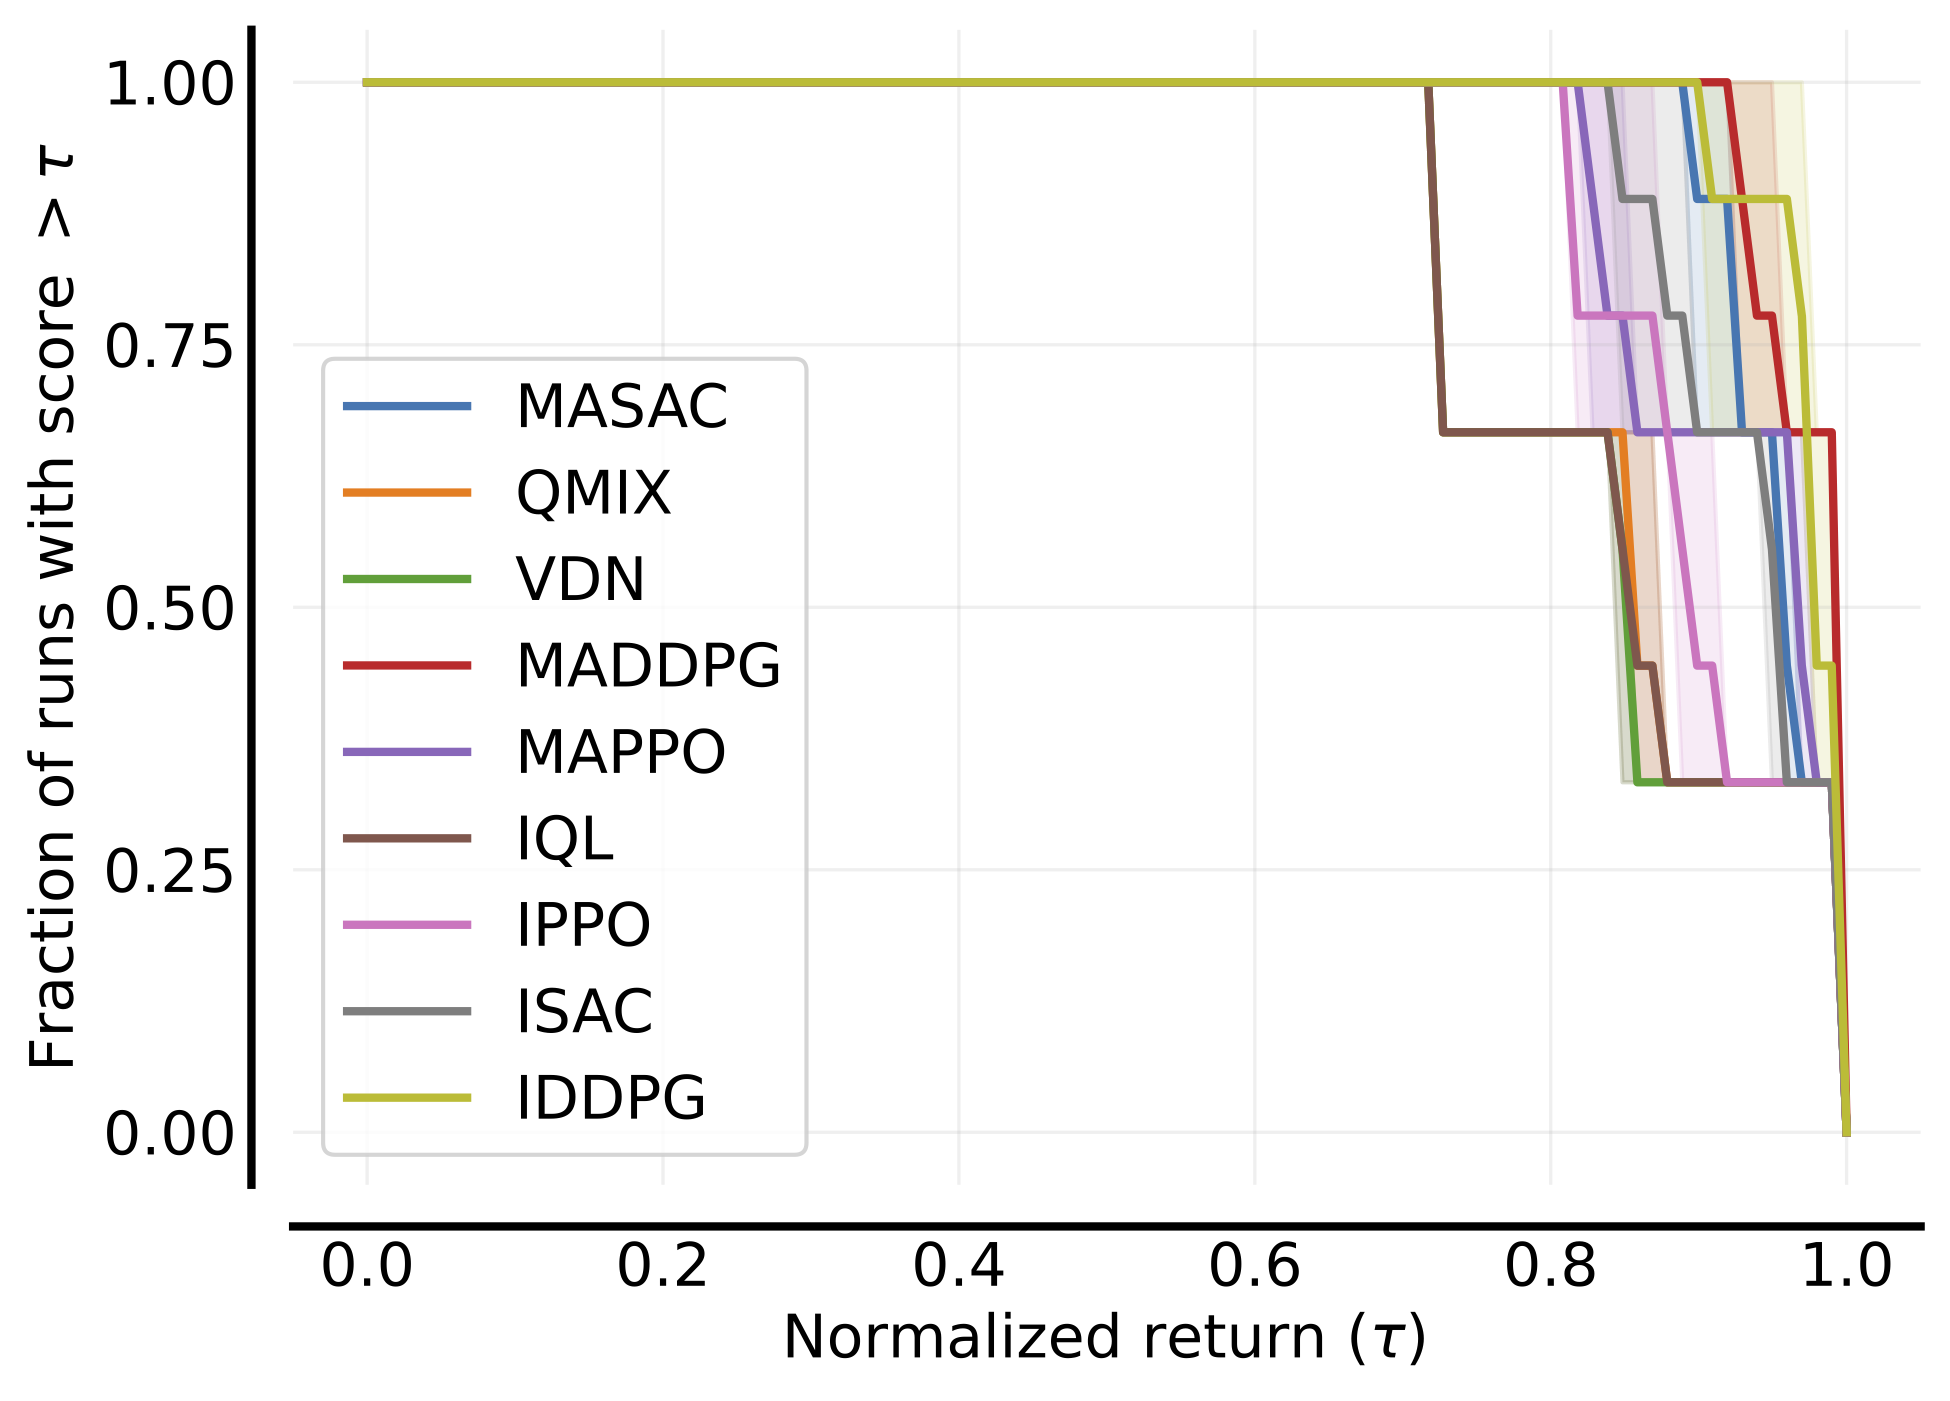 Fraction of runs with score > τ
1.00
0.75
0.50
0.25
0.00
MASAC
QMIX
VDN
MADDPG
MAPPO
IQL
IPPO
ISAC
IDDPG
0.0 0.2 0.4 0.6 0.8 1.0
Normalized return (τ)